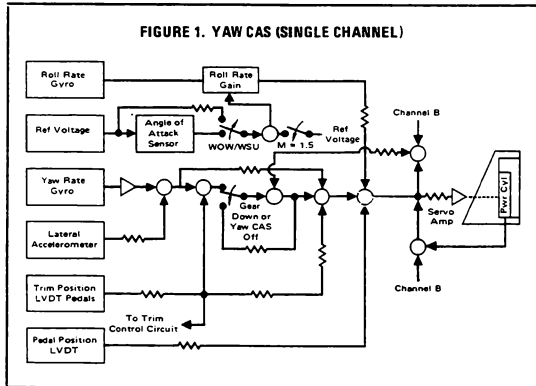 FIGURE 1. YAW CAS (SINGLE CHANNEL)
Roll Rate
Gyro
Roll Rate
Gain
Ref Voltage
Angle of
Attack
Sensor
WOW/WSU
M = 1.5
Ref
Voltage
Channel B
Yaw Rate
Gyro
Gear
Down or
Yaw CAS
Off
Servo
Amp
Pwr Cyl
Lateral
Accelerometer
Trim Position
LVDT Pedals
To Trim
Control Circuit
Channel B
Pedal Position
LVDT